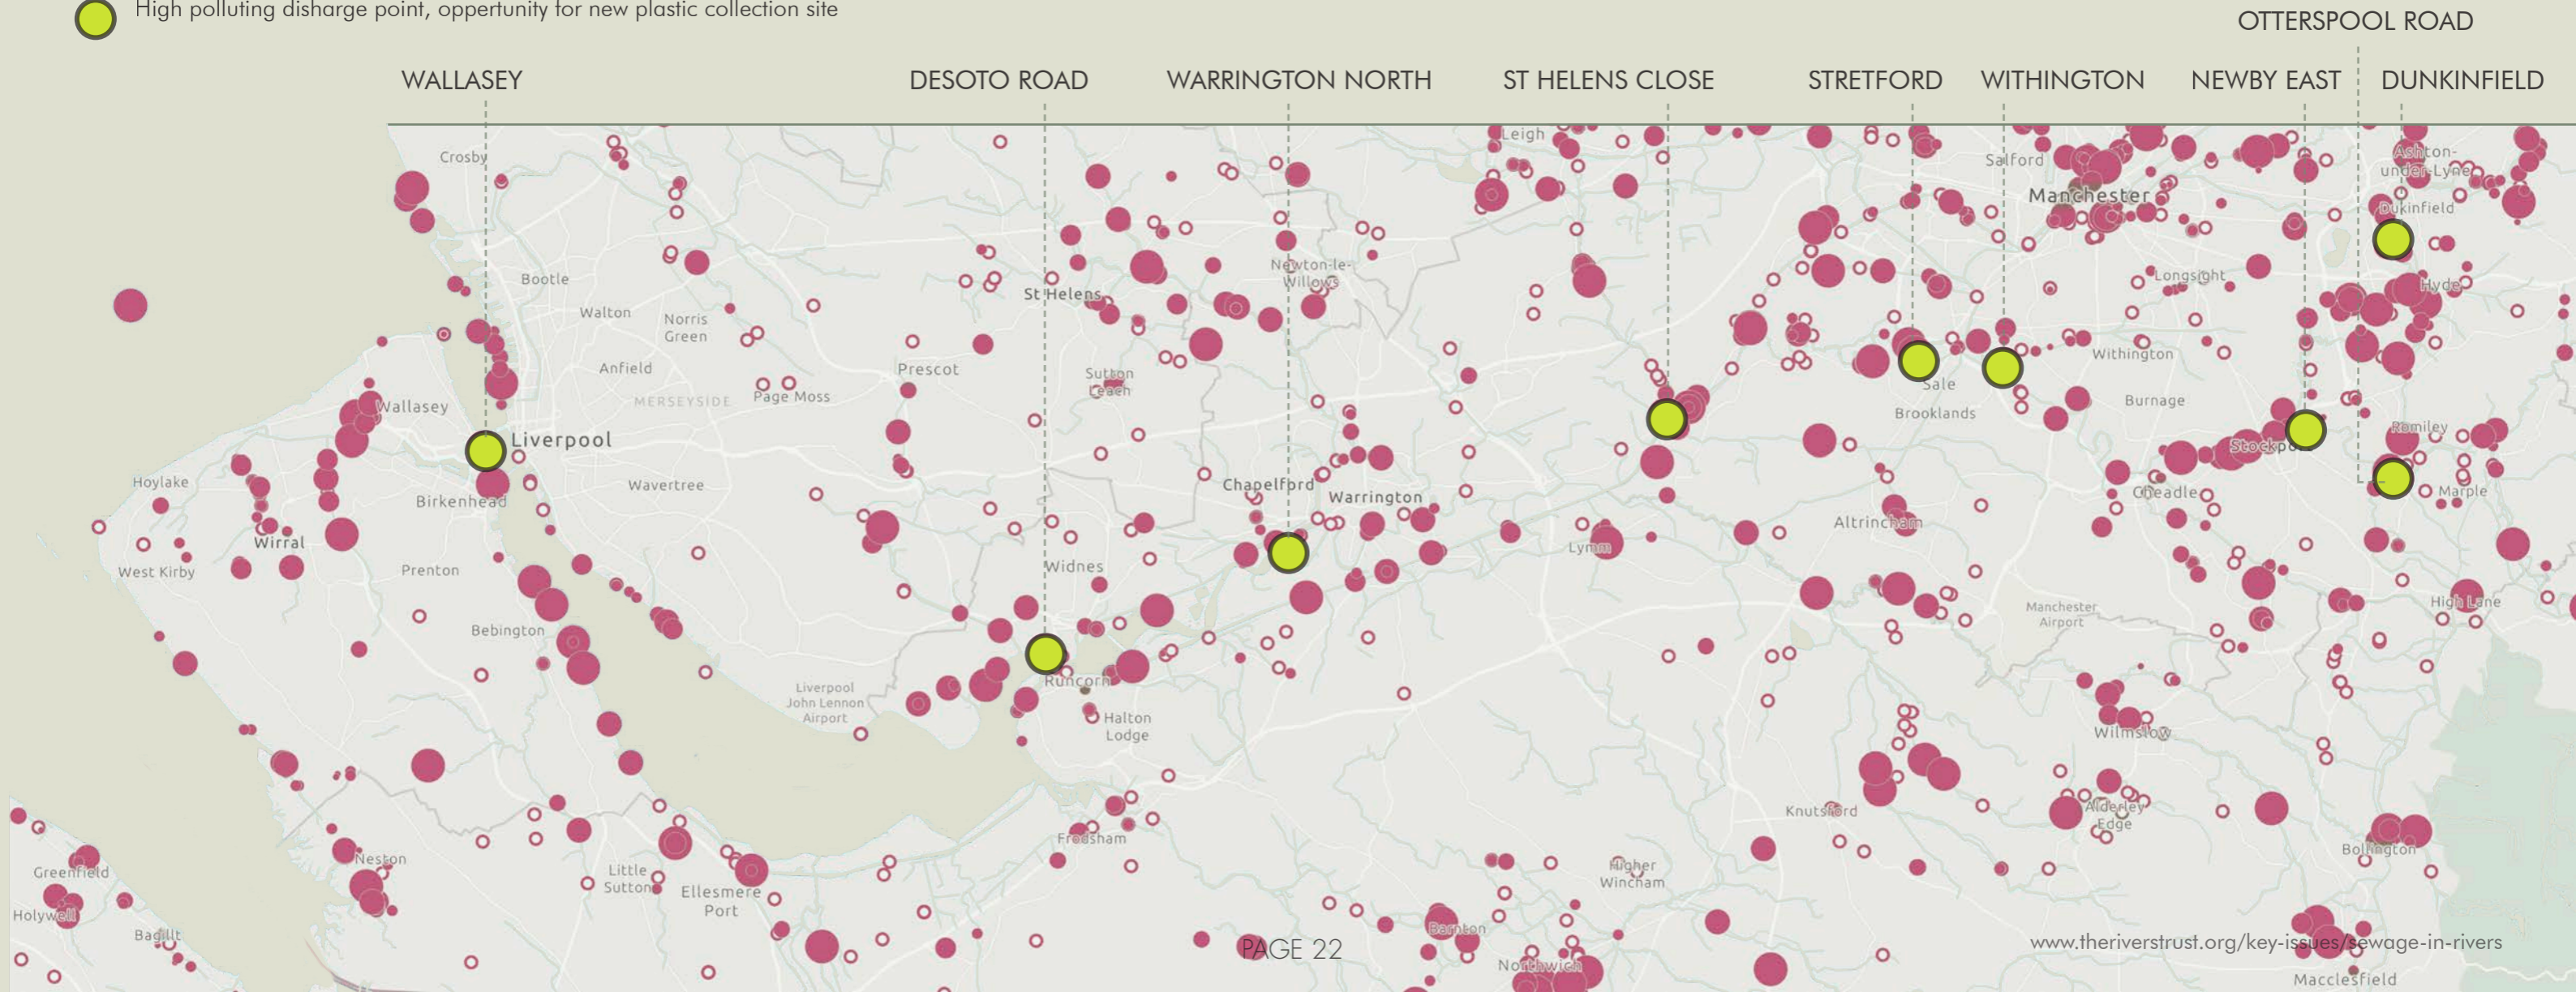 High polluting disharge point, oppertunity for new plastic collection site
OTTERSPOOL ROAD
WALLASEY
DESOTO ROAD
WARRINGTON NORTH
ST HELENS CLOSE
STRETFORD
WITHINGTON
NEWBY EAST
DUNKINFIELD
Crosby
Leigh
Salford
Ashton-
under-Lyne
Manchester
Dukinfield
Bootle
Newton-le-
Willows
Longsight
Hyde
St Helens
Walton
Norris
Green
Withington
Anfield
Prescot
Sutton
Leach
Sale
MERSEYSIDE
Page Moss
Wallasey
Brooklands
Burnage
Romiley
Liverpool
Stockpo
Hoylake
Birkenhead
Wavertree
Chapelford
Warrington
Cheadle
Marple
Altrincham
Wirral
Lymm
West Kirby
Prenton
Widnes
Manchester
Airport
High Lane
Bebington
Runcorn
Liverpool
John Lennon
Airport
Halton
Lodge
Wilmslow
Knutsford
Alderley
Edge
Frodsham
Bollington
Neston
Greenfield
Little
Sutton
Ellesmere
Port
Higher
Wincham
Holywell
Bagillt
Barnton
PAGE 22
www.theriverstrust.org/key-issues/sewage-in-rivers
Northwich
Macclesfield